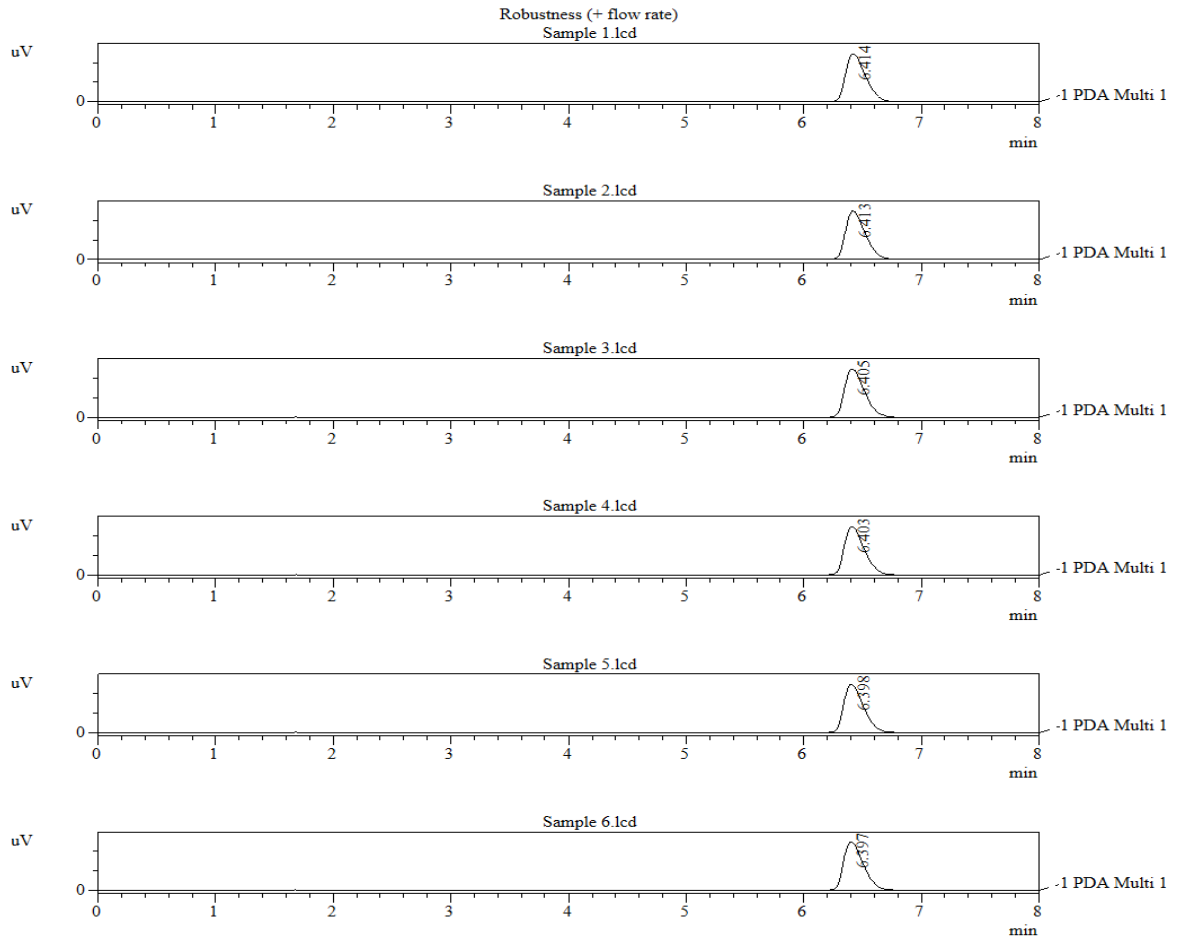 Robustness (+ flow rate)
Sample 1.lcd
uV
6.414
0
-1 PDA Multi 1
0 1 2 3 4 5 6 7 8
min
Sample 2.lcd
uV
6.413
0
-1 PDA Multi 1
0 1 2 3 4 5 6 7 8
min
Sample 3.lcd
uV
6.405
0
-1 PDA Multi 1
0 1 2 3 4 5 6 7 8
min
Sample 4.lcd
uV
6.403
0
-1 PDA Multi 1
0 1 2 3 4 5 6 7 8
min
Sample 5.lcd
uV
6.398
0
-1 PDA Multi 1
0 1 2 3 4 5 6 7 8
min
Sample 6.lcd
uV
6.397
0
-1 PDA Multi 1
0 1 2 3 4 5 6 7 8
min